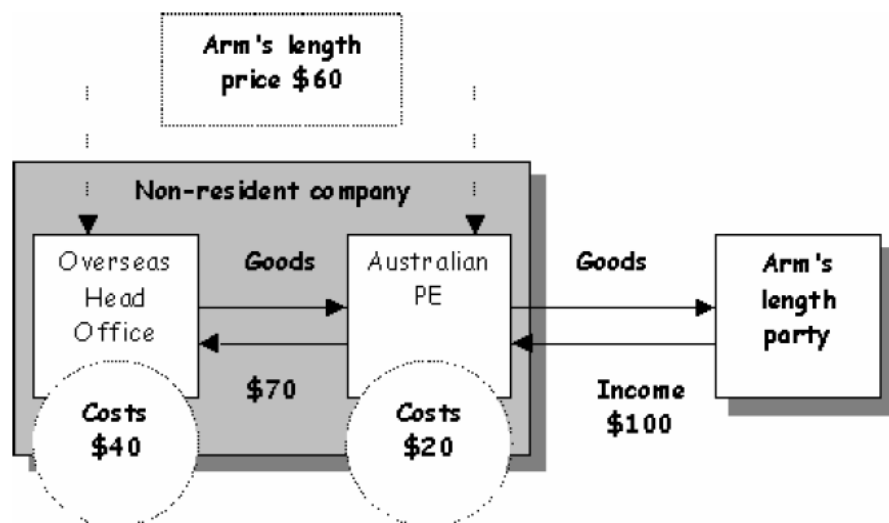 Arm's length
price $60
Non-resident company
Overseas
Head
Office
Goods
Australian
PE
Goods
Arm's
length
party
$70
Income
$100
Costs
$40
Costs
$20